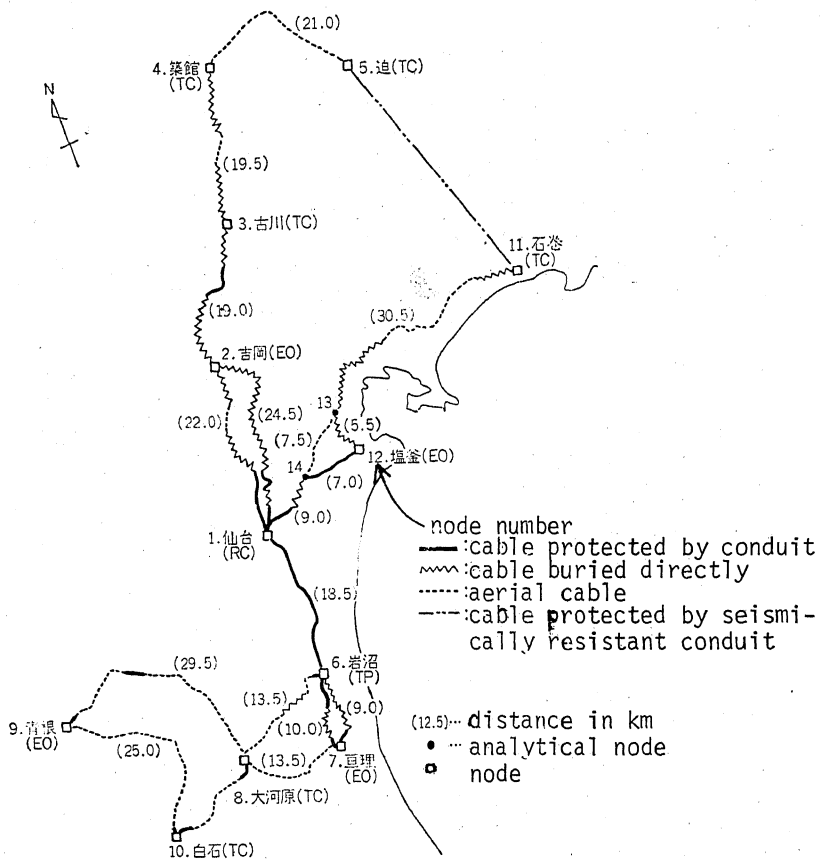 (21.0)
4.築館
(TC)
5.迫(TC)
N
(19.5)
3.古川(TC)
11.石巻
(TC)
(19.0)
(30.5)
2.吉岡(EO)
13
(22.0)
(24.5)
(5.5)
(7.5)
12.塩釜(EO)
14
(7.0)
(9.0)
node number
1.仙台
(RC)
:cable protected by conduit
:cable buried directly
:aerial cable
(18.5)
:cable protected by seismi-
cally resistant conduit
6.岩沼
(TP)
(29.5)
(13.5)
(9.0)
(12.5)… distance in km
9.青根
(EO)
(10.0)
… analytical node
(25.0)
(13.5)
7.亘理
(EO)
node
8.大河原(TC)
10.白石(TC)